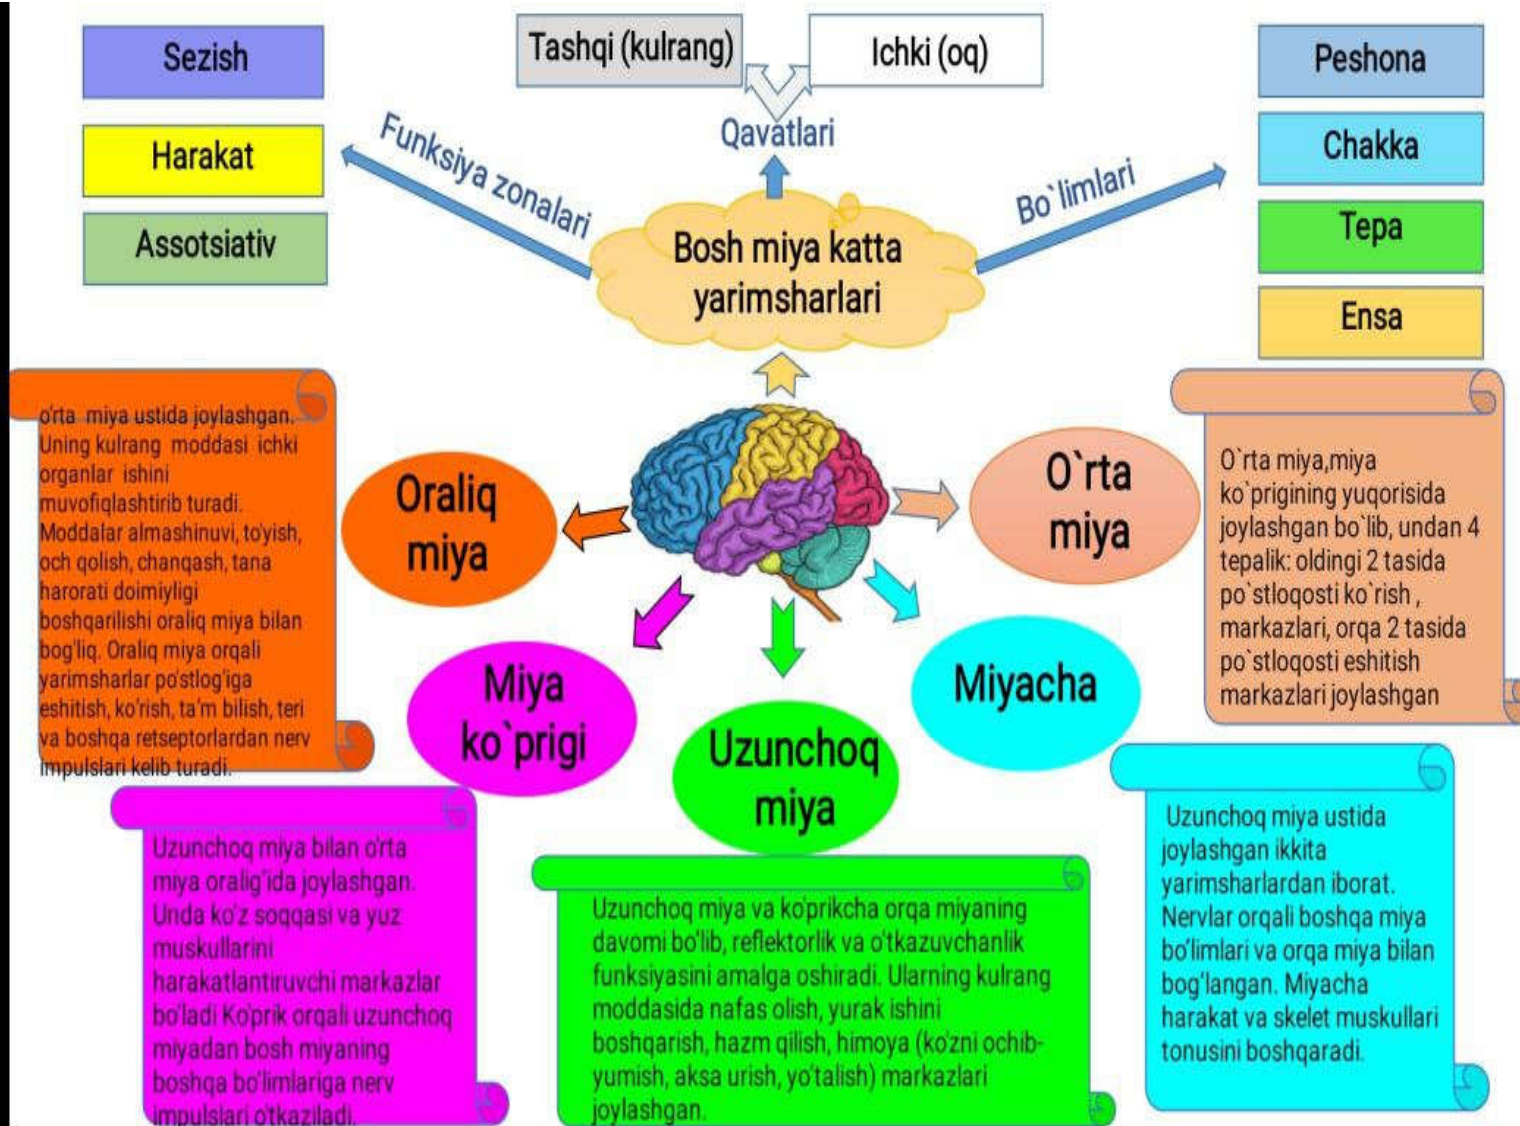 Sezish
Harakat
Assotsiativ
Funksiya zonalari
Tashqi (kulrang)
Ichki (oq)
Qavatlari
Bo`limlari
Peshona
Chakka
Tepa
Ensa
Bosh miya katta
yarimsharlari
o'rta miya ustida joylashgan.
Uning kulrang moddasi ichki
organlar ishini
muvofiqlashtirib turadi.
Moddalar almashinuvi, to'yish,
och qolish, chanqash, tana
harorati doimiyligi
boshqarilishi oraliq miya bilan
bog'liq. Oraliq miya orqali
yarimsharlar po'stlog'iga
eshitish, ko'rish, ta'm bilish, teri
va boshqa retseptorlardan nerv
impulslari kelib turadi.
Oraliq
miya
O`rta
miya
O`rta miya,miya
ko`prigining yuqorisida
joylashgan bo`lib, undan 4
tepalik: oldingi 2 tasida
po`stloqosti ko`rish ,
markazlari, orqa 2 tasida
po`stloqosti eshitish
markazlari joylashgan
Miya
ko`prigi
Uzunchoq
miya
Miyacha
Uzunchoq miya bilan o'rta
miya oralig'ida joylashgan.
Unda ko'z soqqasi va yuz
muskullarini
harakatlantiruvchi markazlar
bo'ladi Ko'prik orqali uzunchoq
miyadan bosh miyaning
boshqa bo'limlariga nerv
impulslari o'tkaziladi.
Uzunchoq miya va ko'prikcha orqa miyaning
davomi bo'lib, reflektorlik va o'tkazuvchanlik
funksiyasini amalga oshiradi. Ularning kulrang
moddasida nafas olish, yurak ishini
boshqarish, hazm qilish, himoya (ko'zni ochib-
yumish, aksa urish, yo'talish) markazlari
joylashgan.
Uzunchoq miya ustida
joylashgan ikkita
yarimsharlardan iborat.
Nervlar orqali boshqa miya
bo'limlari va orqa miya bilan
bog'langan. Miyacha
harakat va skelet muskullari
tonusini boshqaradi.